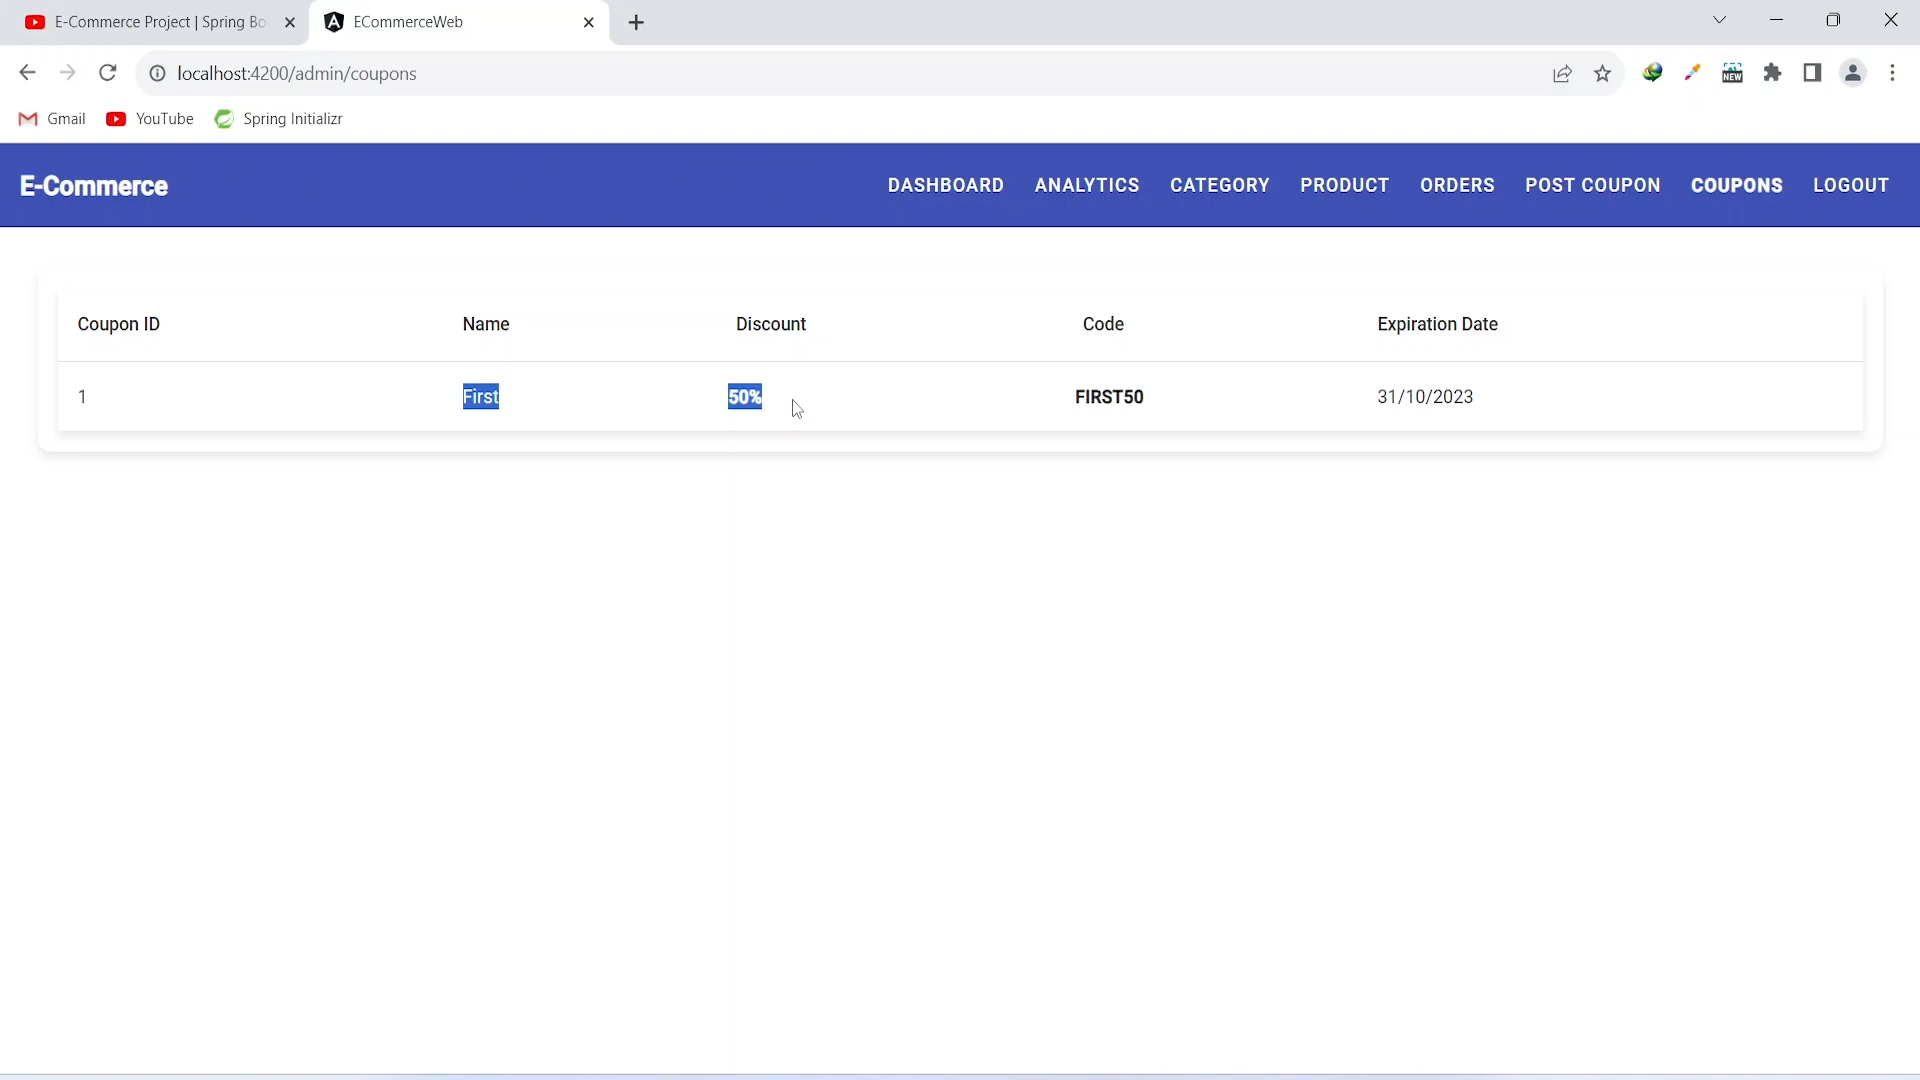 E-Commerce Project | Spring Bo
ECommerceWeb
localhost:4200/admin/coupons
NEW
Gmail
YouTube
Spring Initializr
E-Commerce
DASHBOARD
ANALYTICS
CATEGORY
PRODUCT
ORDERS
POST COUPON
COUPONS
LOGOUT
Coupon ID Name Discount Code Expiration Date
1 First 50% FIRST50 31/10/2023